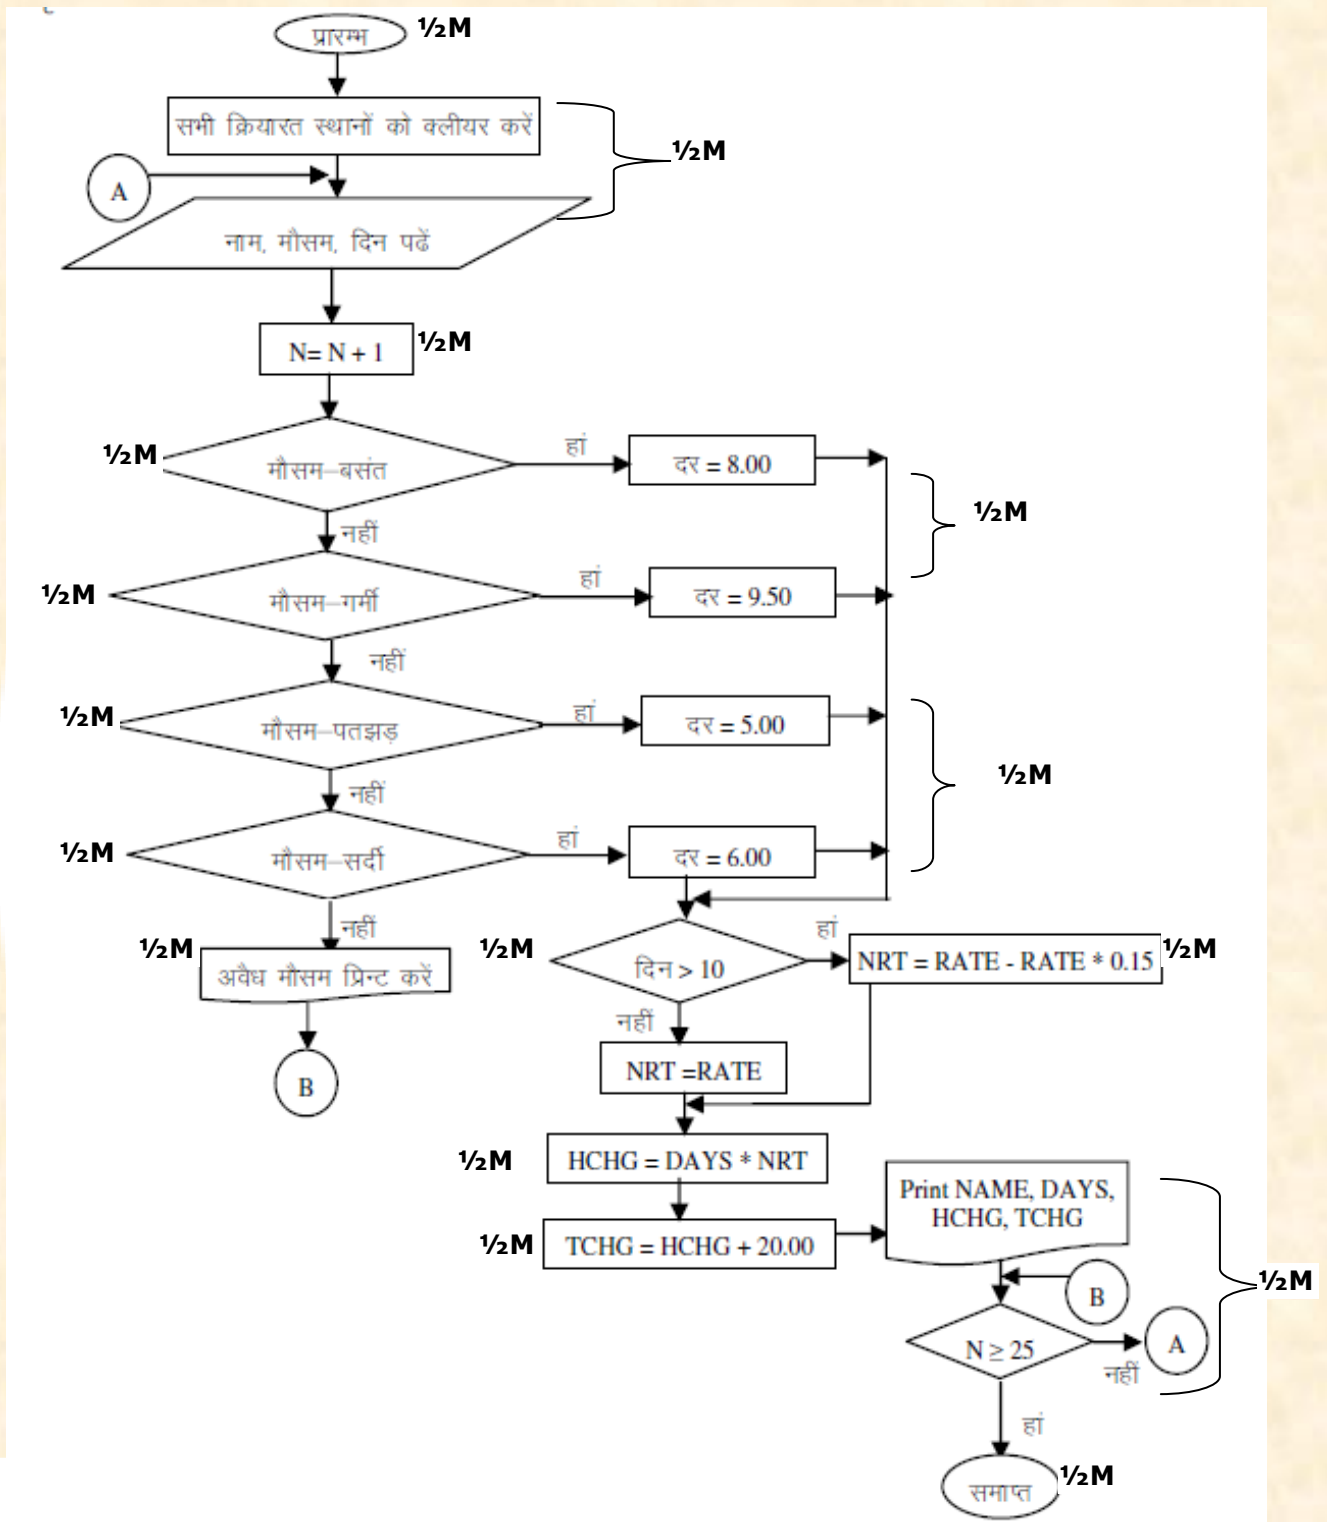 प्रारम्भ ½M
सभी क्रियारत स्थानों को क्लीयर करें
½M
A
नाम, मौसम, दिन पढें
N= N + 1 ½M
½M मौसम–बसंत हां दर = 8.00
½M
नहीं
½M मौसम–गर्मी हां दर = 9.50
नहीं
½M मौसम–पतझड़ हां दर = 5.00
½M
नहीं
½M मौसम–सर्दी हां दर = 6.00
नहीं
½M अवैध मौसम प्रिन्ट करें
B
½M दिन > 10 हां NRT = RATE - RATE * 0.15 ½M
नहीं
NRT =RATE
½M HCHG = DAYS * NRT
½M TCHG = HCHG + 20.00
Print NAME, DAYS,
HCHG, TCHG
½M
B
N ≥ 25 नहीं A
हां
समाप्त ½M